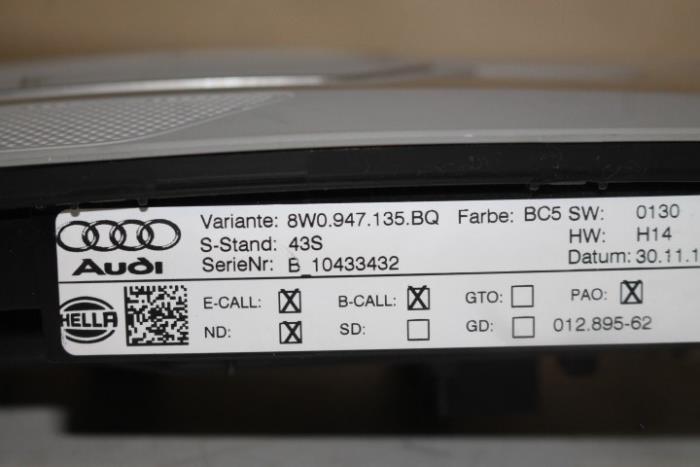 Variante: 8W0.947.135.BQ Farbe: BC5 SW: 0130
S-Stand: 43S HW: H14
Audi SerieNr: B_10433432 Datum: 30.11.1
HELLA E-CALL: ☒ B-CALL: ☒ GTO: ☐ PAO: ☒
ND: ☒ SD: ☐ GD: ☐ 012.895-62